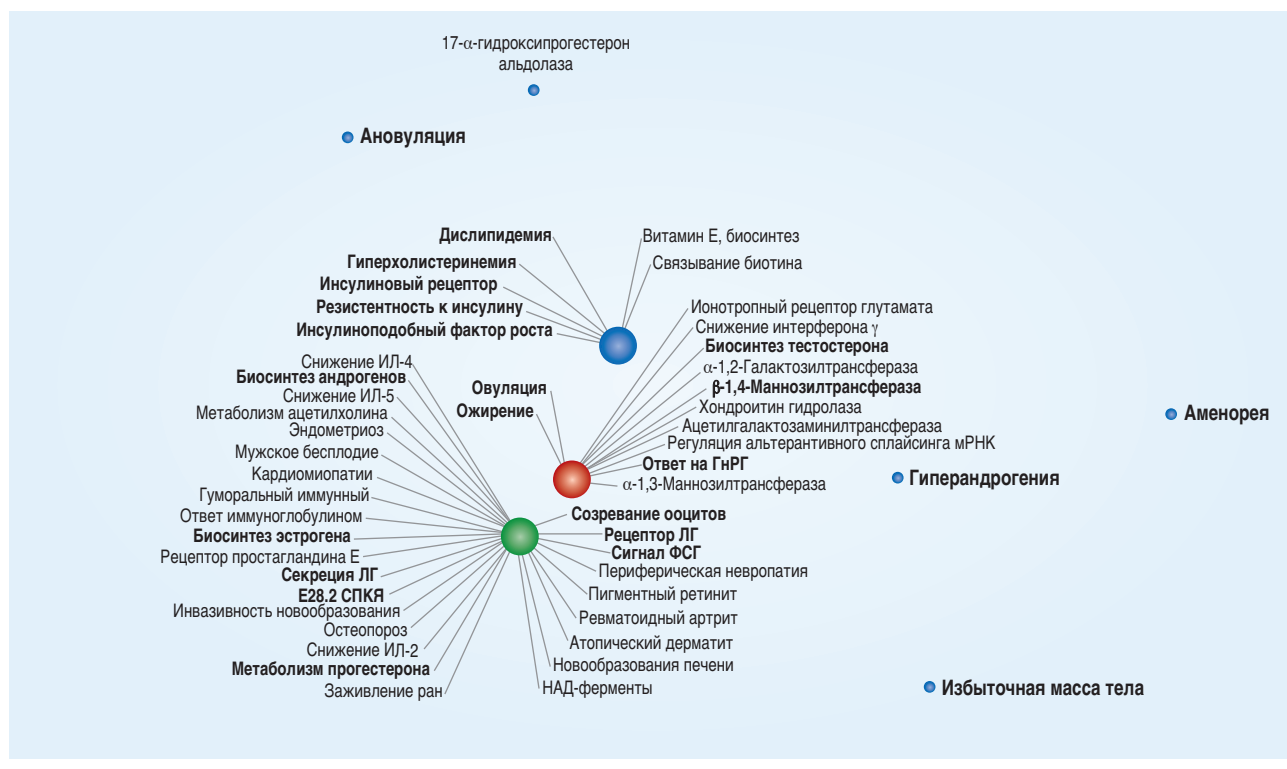 17-α-гидроксипрогестерон
альдолаза
Ановуляция
Дислипидемия
Гиперхолистеринемия
Инсулиновый рецептор
Резистентность к инсулину
Инсулиноподобный фактор роста
Витамин Е, биосинтез
Связывание биотина
Ионотропный рецептор глутамата
Снижение интерферона γ
Биосинтез тестостерона
α-1,2-Галактозилтрансфераза
β-1,4-Маннозилтрансфераза
Хондроитин гидролаза
Ацетилгалактозаминилтрансфераза
Регуляция альтерантивного сплайсинга мРНК
Ответ на ГнРГ
α-1,3-Маннозилтрансфераза
Овуляция
Ожирение
Снижение ИЛ-4
Биосинтез андрогенов
Снижение ИЛ-5
Метаболизм ацетилхолина
Эндометриоз
Мужское бесплодие
Кардиомиопатии
Гуморальный иммунный
Ответ иммуноглобулином
Биосинтез эстрогена
Рецептор простагландина Е
Секреция ЛГ
Е28.2 СПКЯ
Инвазивность новообразования
Остеопороз
Снижение ИЛ-2
Метаболизм прогестерона
Заживление ран
Созревание ооцитов
Рецептор ЛГ
Сигнал ФСГ
Периферическая невропатия
Пигментный ретинит
Ревматоидный артрит
Атопический дерматит
Новообразования печени
НАД-ферменты
Аменорея
Гиперандрогения
Избыточная масса тела